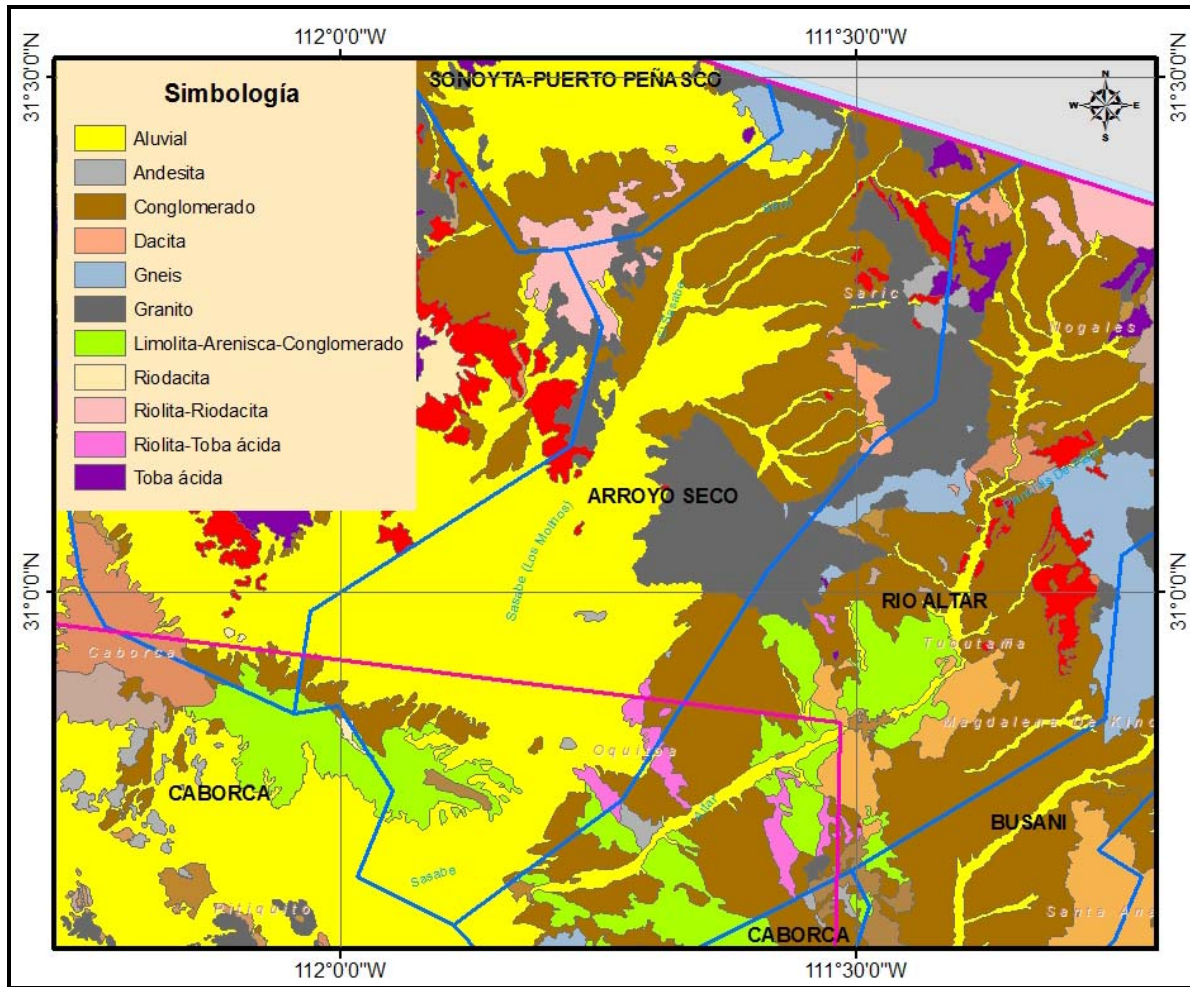 112°0'0"W
111°30'0"W
31°30'0"N
31°30'0"N
SONOYTA-PUERTO PEÑASCO
N
W
E
S
Simbología
Aluvial
Andesita
Conglomerado
Dacita
Gneis
Granito
Limolita-Arenisca-Conglomerado
Riodacita
Riolita-Riodacita
Riolita-Toba ácida
Toba ácida
Saric
Sasabe
Nogales
ARROYO SECO
Sasabe (Los Molinos)
31°0'0"N
31°0'0"N
RIO ALTAR
Tubutama
Caborca
Magdalena De Kino
Oquitoa
CABORCA
Altar
BUSANI
Sasabe
Pitiquito
Santa Ana
CABORCA
112°0'0"W
111°30'0"W